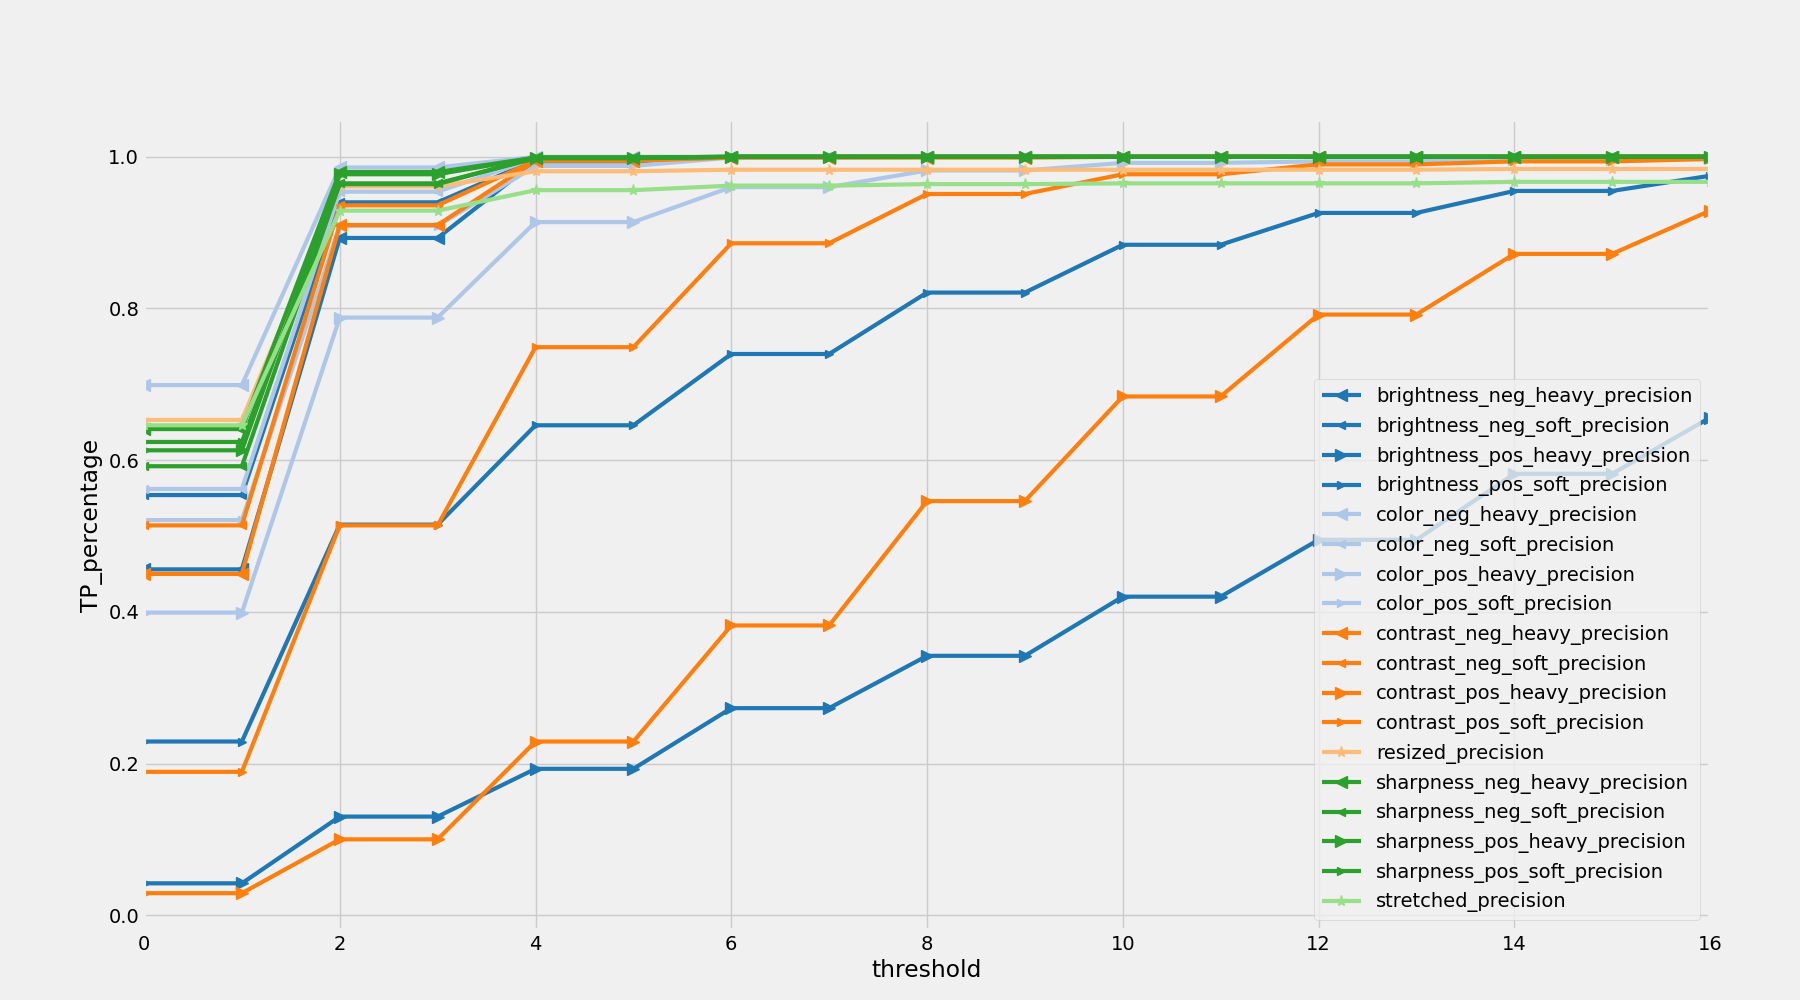 1.0
0.8
0.6
0.4
0.2
0.0
TP_percentage
0 2 4 6 8 10 12 14 16
threshold
brightness_neg_heavy_precision
brightness_neg_soft_precision
brightness_pos_heavy_precision
brightness_pos_soft_precision
color_neg_heavy_precision
color_neg_soft_precision
color_pos_heavy_precision
color_pos_soft_precision
contrast_neg_heavy_precision
contrast_neg_soft_precision
contrast_pos_heavy_precision
contrast_pos_soft_precision
resized_precision
sharpness_neg_heavy_precision
sharpness_neg_soft_precision
sharpness_pos_heavy_precision
sharpness_pos_soft_precision
stretched_precision